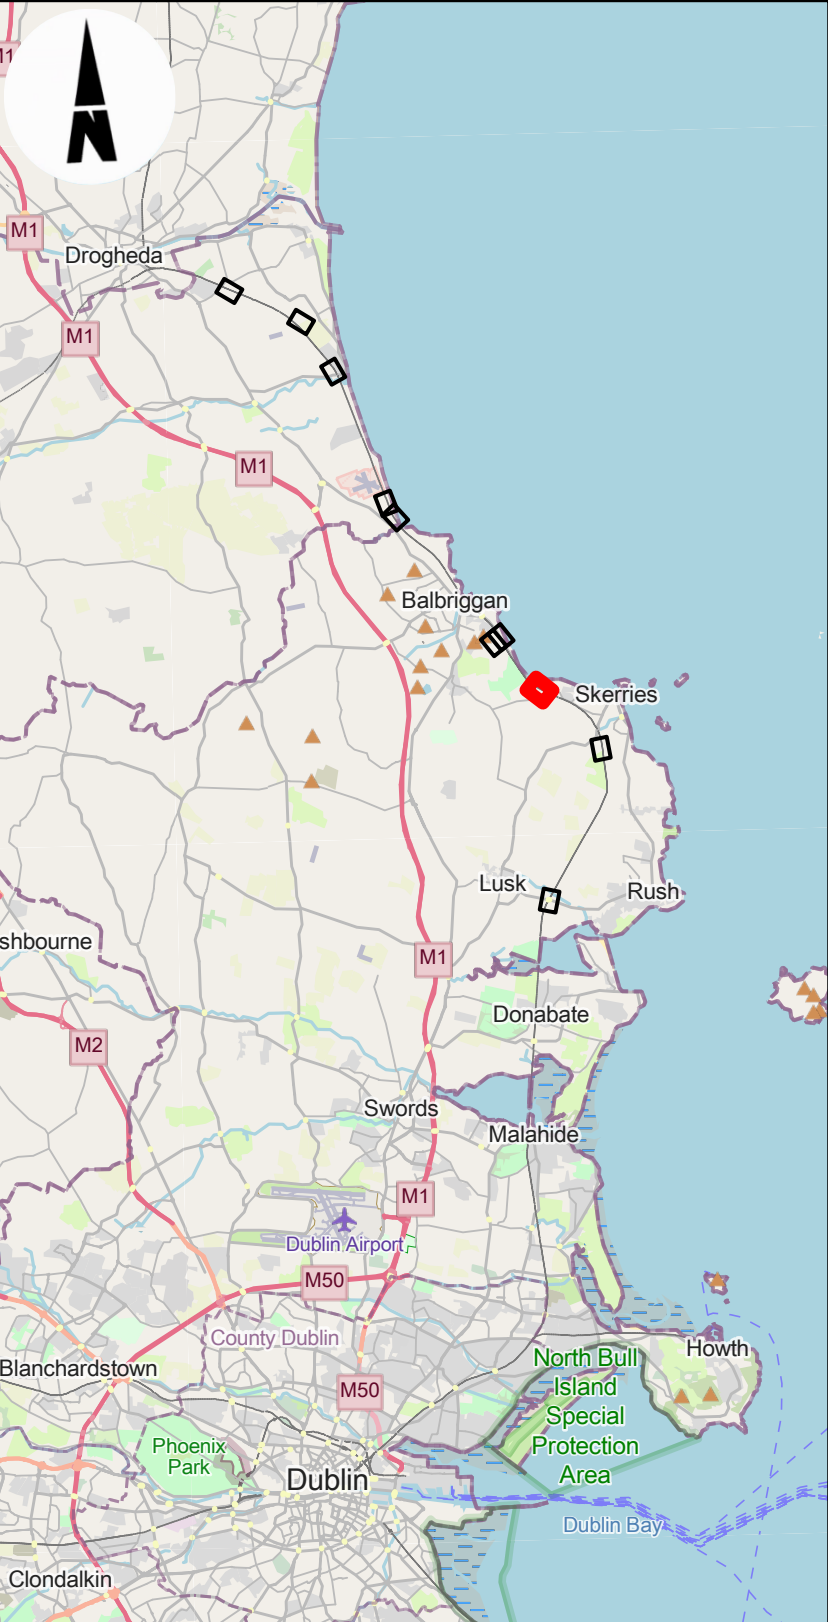 M1
N
M1
Drogheda
M1
M1
Balbriggan
Skerries
Lusk
Rush
shbourne
M1
Donabate
M2
Swords
Malahide
M1
Dublin Airport
M50
County Dublin
Howth
North Bull
Island
Special
Protection
Area
Blanchardstown
M50
Phoenix
Park
Dublin
Dublin Bay
Clondalkin